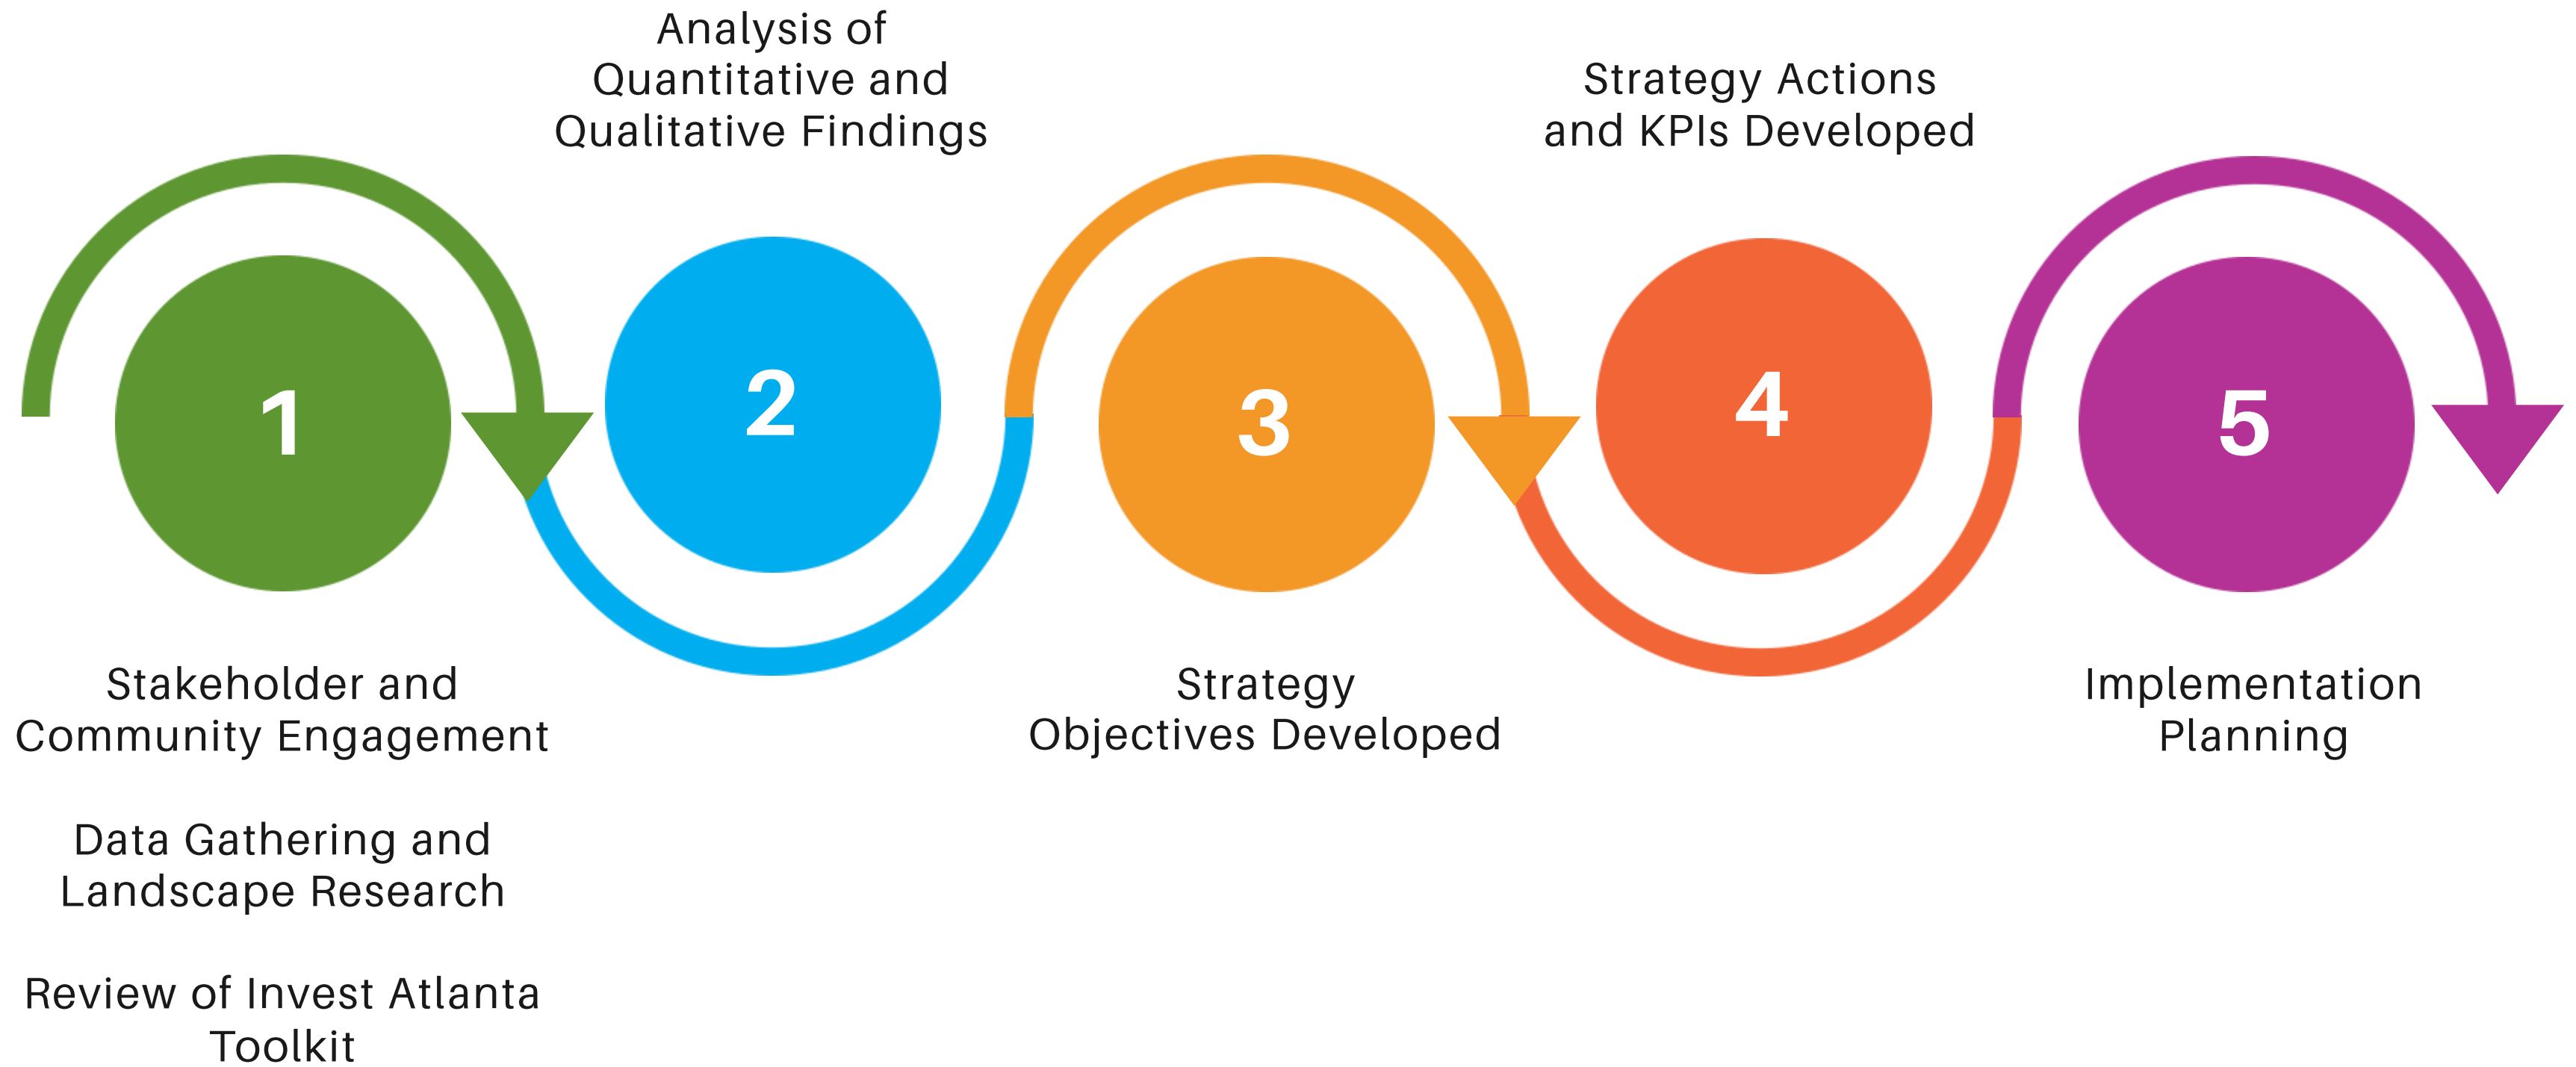 Analysis of
Quantitative and
Qualitative Findings
Strategy Actions
and KPIs Developed
1
2
3
4
5
Stakeholder and
Community Engagement
Data Gathering and
Landscape Research
Review of Invest Atlanta
Toolkit
Strategy
Objectives Developed
Implementation
Planning